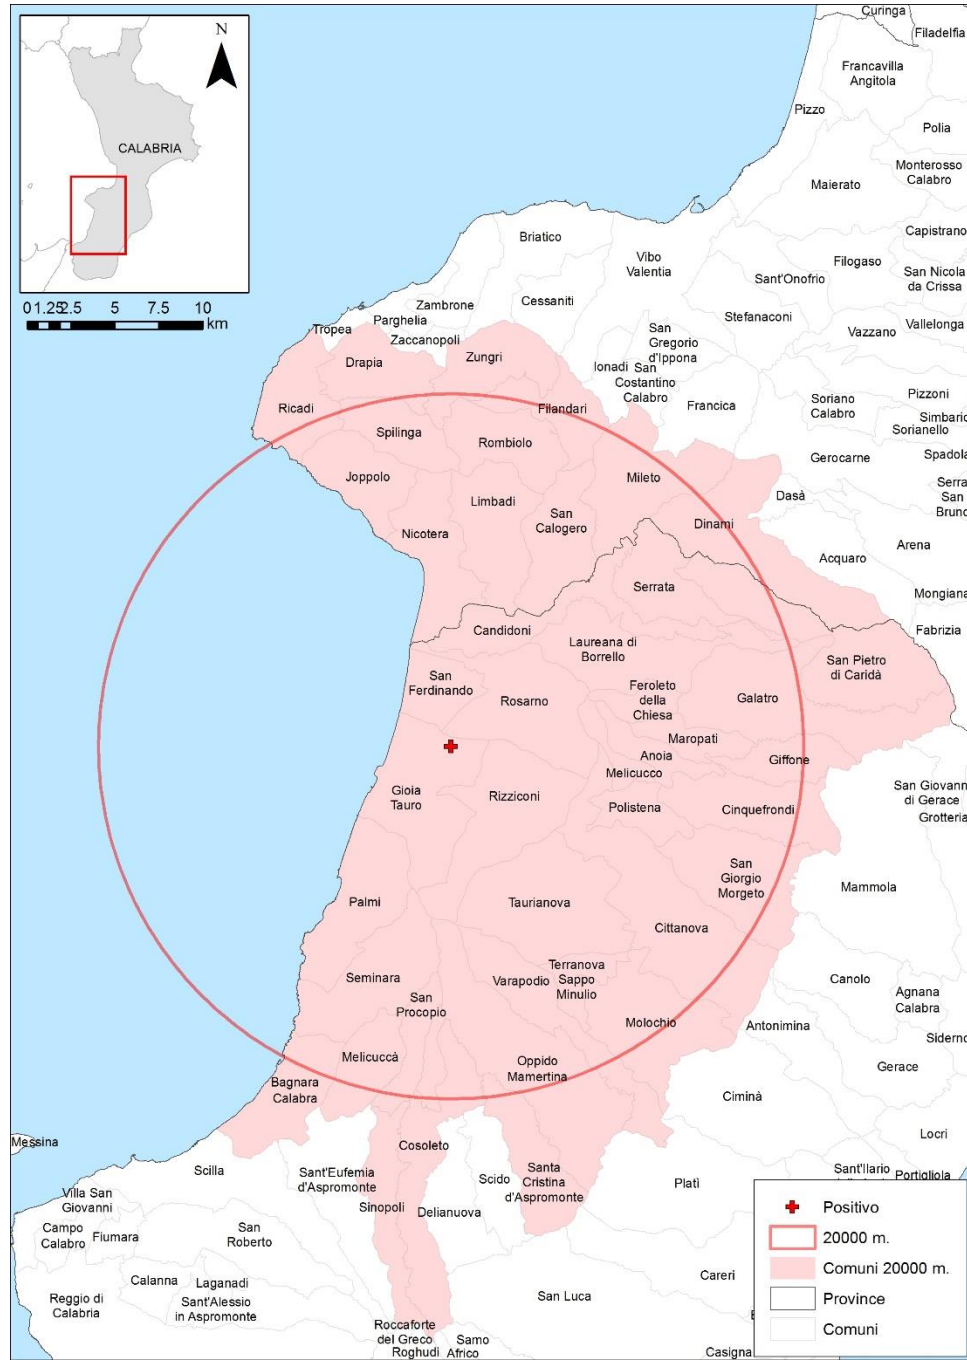 N
CALABRIA
0 1.25 2.5 5 7.5 10
km
Curinga
Filadelfia
Francavilla
Angitola
Pizzo
Polia
Monterosso
Calabro
Maierato
Capistrano
Briatico
Vibo
Valentia
Filogaso
Sant'Onofrio
San Nicola
da Crissa
Cessaniti
Zambrone
Parghelia
Tropea
Zaccanopoli
Stefanaconi
Vallelonga
Vazzano
San
Gregorio
d'Ippona
Drapia
Zungri
Ionadi
San
Costantino
Calabro
Pizzoni
Soriano
Calabro
Francica
Ricadi
Filandari
Simbario
Sorianello
Spilinga
Rombiolo
Gerocarne
Spadola
Joppolo
Mileto
Serra
San
Bruno
Limbadi
Dasà
San
Calogero
Dinami
Nicotera
Arena
Acquaro
Serrata
Mongiana
Candidoni
Fabrizia
Laureana di
Borrello
San Pietro
di Caridà
San
Ferdinando
Feroleto
della
Chiesa
Galatro
Rosarno
Maropati
Anoia
Giffone
Melicucco
Gioia
Tauro
Rizziconi
San Giovanni
di Gerace
Polistena
Cinquefrondi
Grotteria
San
Giorgio
Morgeto
Mammola
Palmi
Taurianova
Cittanova
Terranova
Sappo
Minulio
Seminara
Varapodio
Canolo
San
Procopio
Agnana
Calabra
Molochio
Antonimina
Siderno
Melicuccà
Oppido
Mamertina
Gerace
Bagnara
Calabra
Ciminà
Locri
Messina
Cosoleto
Scilla
Sant'Eufemia
d'Aspromonte
Scido
Santa
Cristina
d'Aspromonte
Platì
Sant'Ilario
Portigliola
Villa San
Giovanni
Sinopoli
Delianuova
Campo
Calabro
Fiumara
San
Roberto
Calanna
Laganadi
Careri
Reggio di
Calabria
Sant'Alessio
in Aspromonte
San Luca
Roccaforte
del Greco
Roghudi
Samo
Africo
Casigna
Positivo
20000 m.
Comuni 20000 m.
Province
Comuni